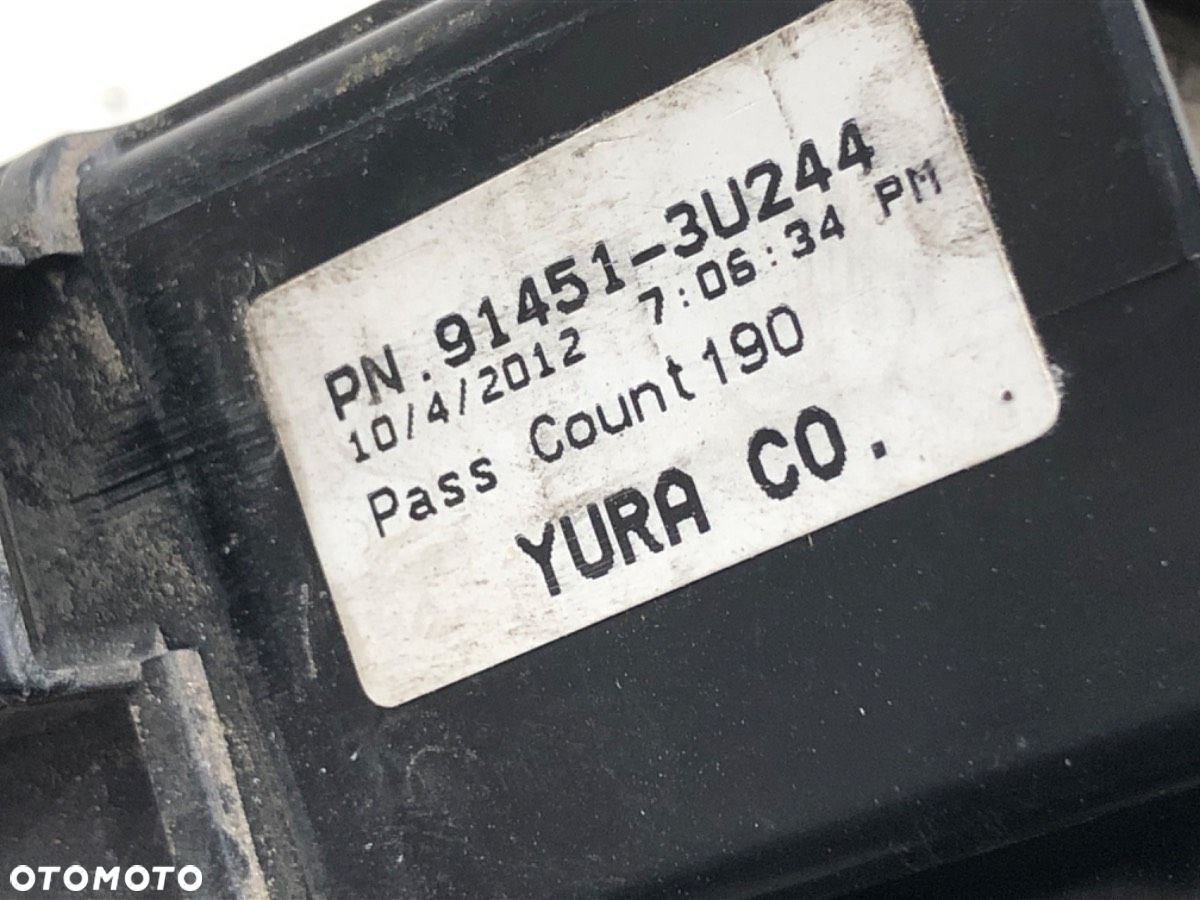 PN. 91451-3U244
10/4/2012 7:06:34 PM
Pass Count 190
YURA CO.
OTOMOTO